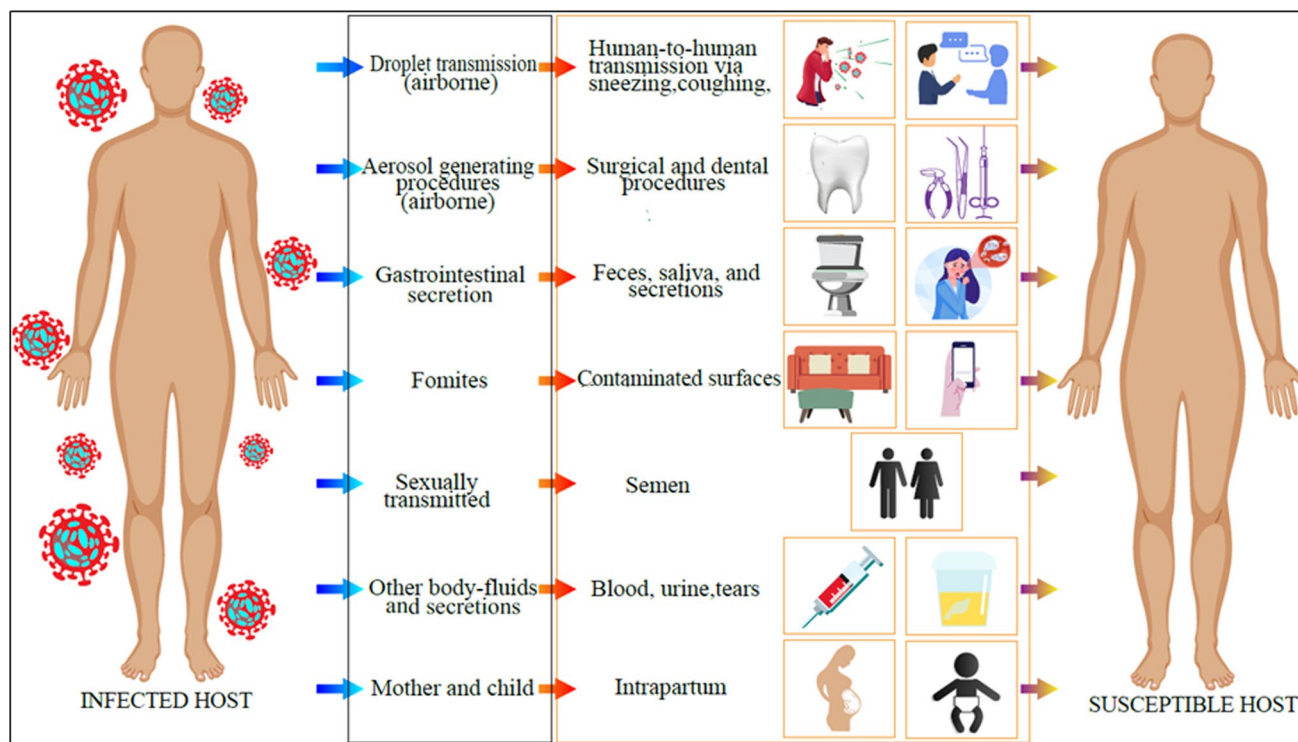 Droplet transmission
(airborne)
Human-to-human
transmission via
sneezing,coughing,
Aerosol generating
procedures
(airborne)
Surgical and dental
procedures
Gastrointestinal
secretion
Feces, saliva, and
secretions
Fomites
Contaminated surfaces
Sexually
transmitted
Semen
Other body-fluids
and secretions
Blood, urine,tears
Mother and child
Intrapartum
INFECTED HOST
SUSCEPTIBLE HOST